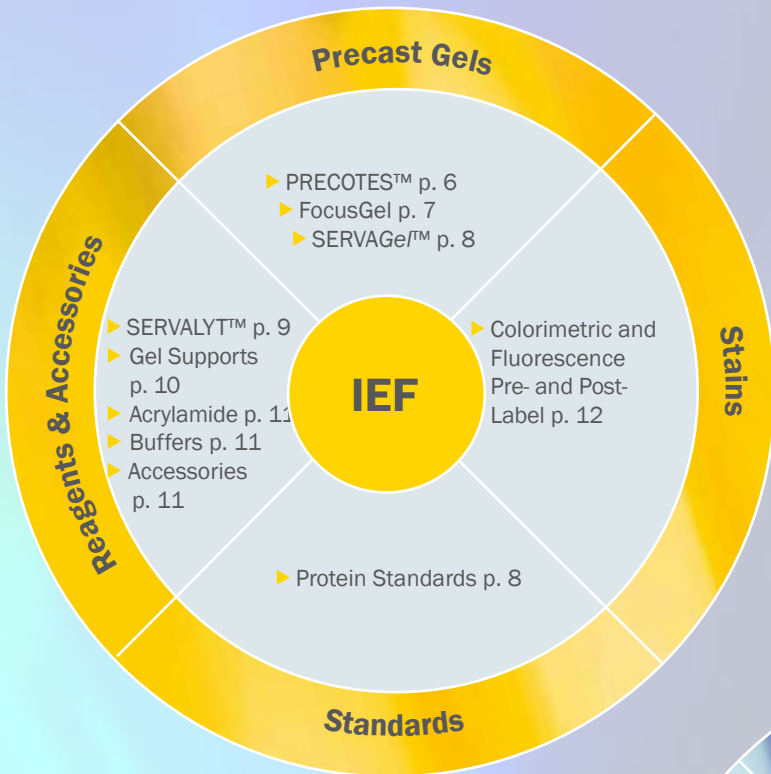 Precast Gels
PRECOTES™ p. 6
FocusGel p. 7
SERVAGel™ p. 8
Reagents & Accessories
SERVALYT™ p. 9
Gel Supports
p. 10
Acrylamide p. 11
Buffers p. 11
Accessories
p. 11
IEF
Colorimetric and
Fluorescence
Pre- and Post-
Label p. 12
Stains
Protein Standards p. 8
Standards